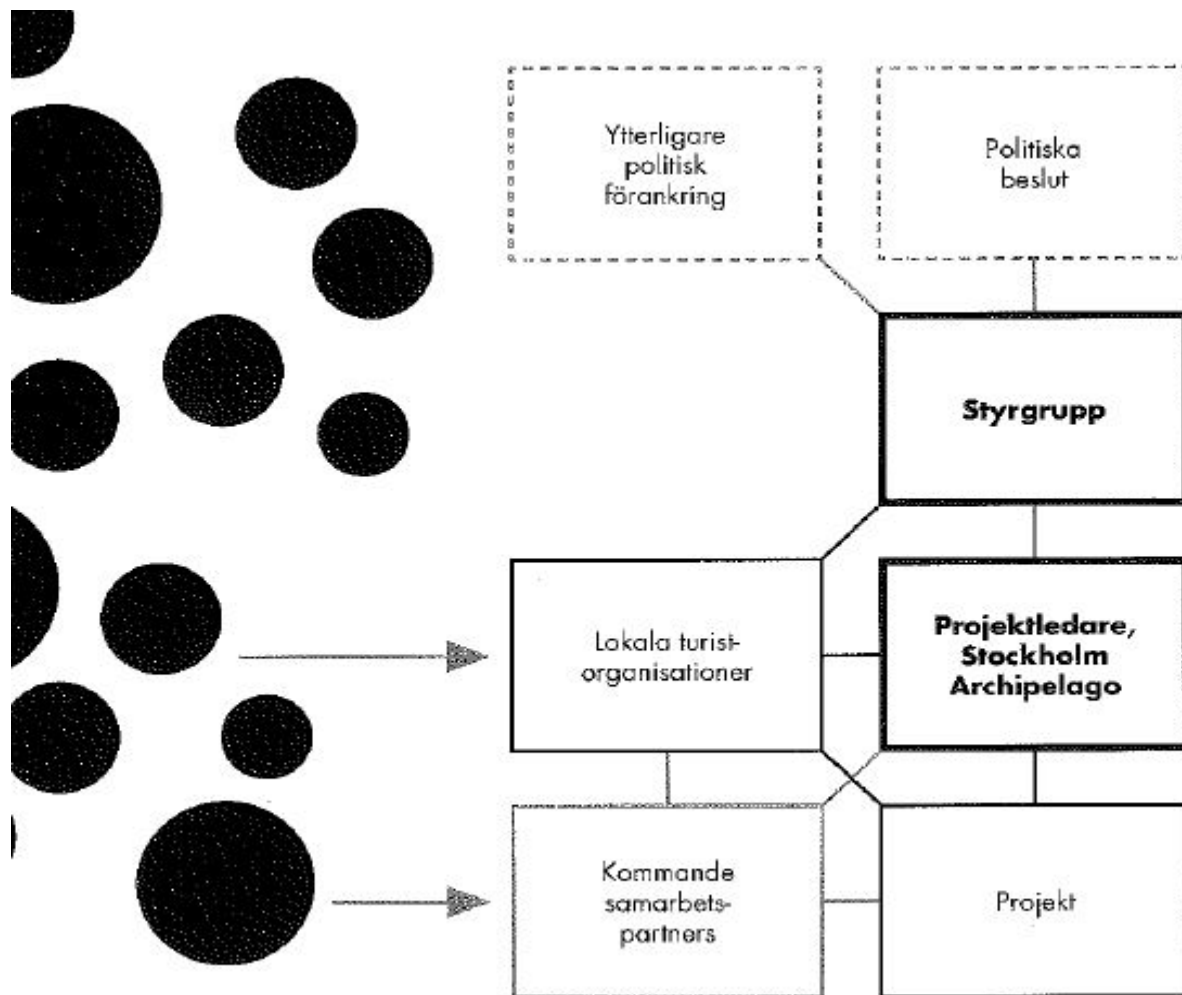 Ytterligare
politisk
förankring
Politiska
beslut
Styrgrupp
Lokala turist-
organisationer
Projektledare,
Stockholm
Archipelago
Kommande
samarbets-
partners
Projekt